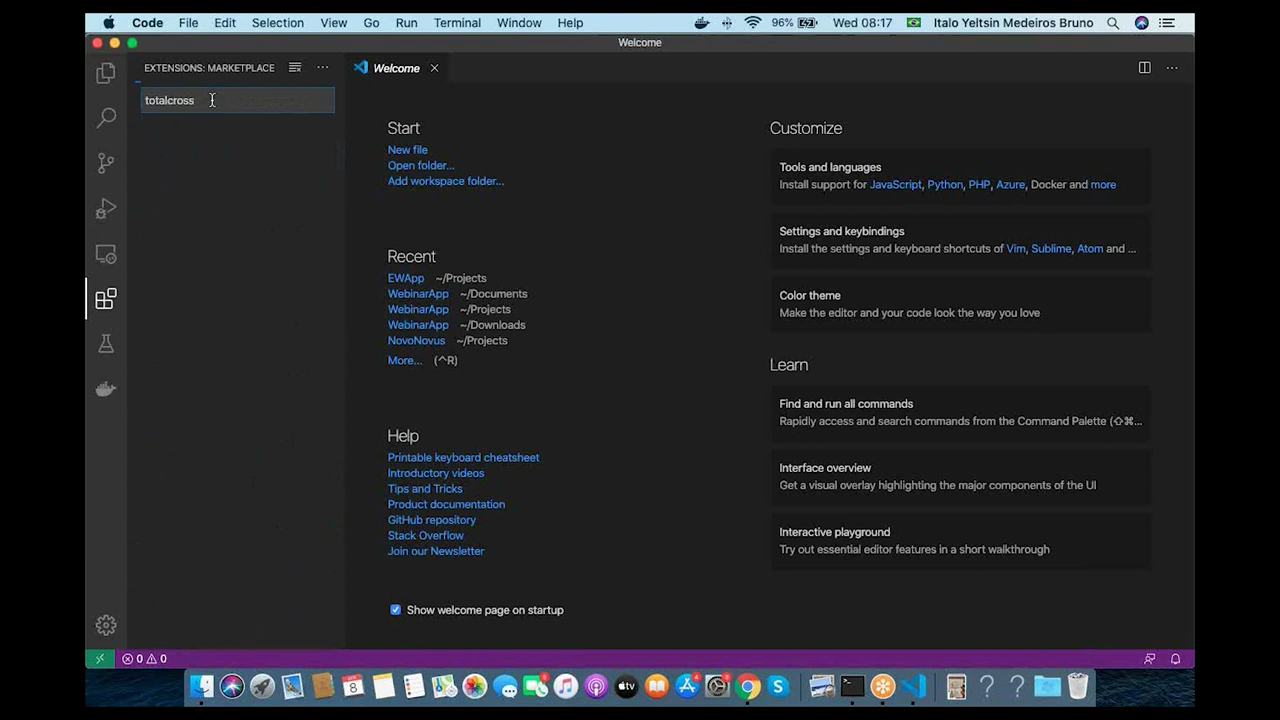 Code File Edit Selection View Go Run Terminal Window Help 96% Wed 08:17 Italo Yeltsin Medeiros Bruno
Welcome
EXTENSIONS: MARKETPLACE
totalcross
Welcome
Start
New file
Open folder...
Add workspace folder...
Recent
EWApp ~/Projects
WebinarApp ~/Documents
WebinarApp ~/Projects
WebinarApp ~/Downloads
NovoNovus ~/Projects
More... (^R)
Help
Printable keyboard cheatsheet
Introductory videos
Tips and Tricks
Product documentation
GitHub repository
Stack Overflow
Join our Newsletter
Show welcome page on startup
Customize
Tools and languages
Install support for JavaScript, Python, PHP, Azure, Docker and more
Settings and keybindings
Install the settings and keyboard shortcuts of Vim, Sublime, Atom and ...
Color theme
Make the editor and your code look the way you love
Learn
Find and run all commands
Rapidly access and search commands from the Command Palette (⇧⌘...
Interface overview
Get a visual overlay highlighting the major components of the UI
Interactive playground
Try out essential editor features in a short walkthrough
0 0
8
tv